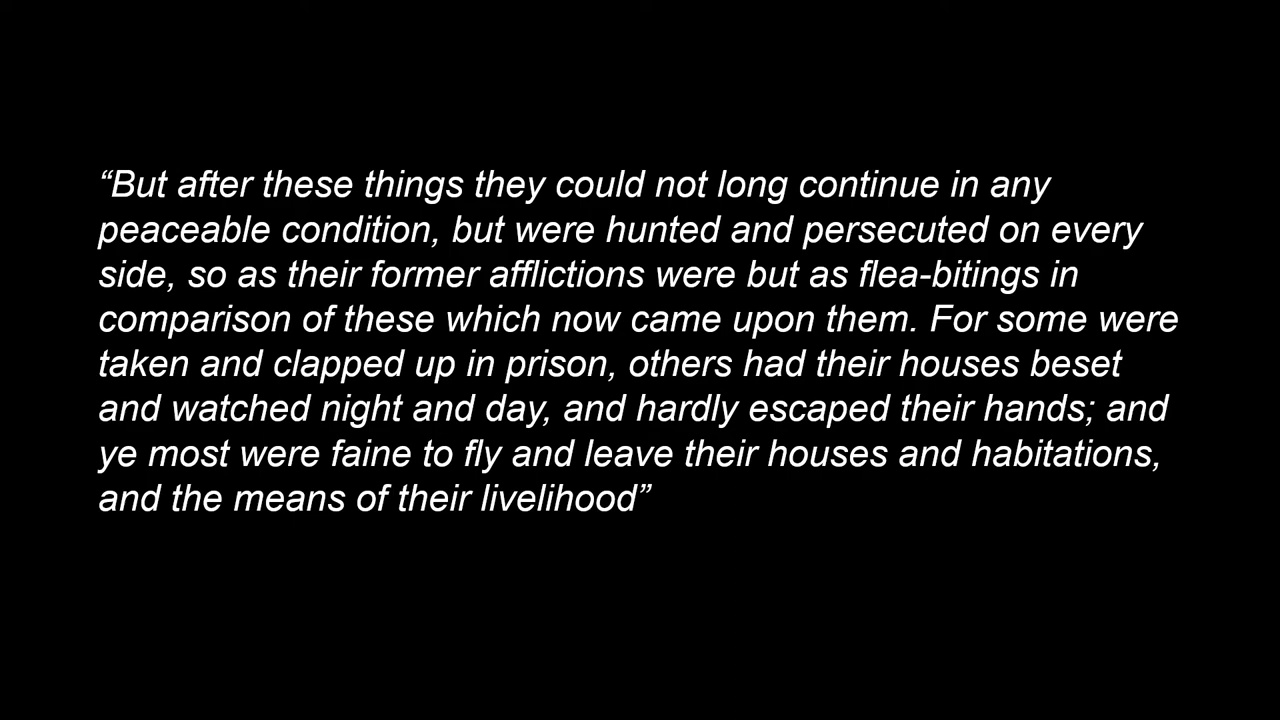 “But after these things they could not long continue in any
peaceable condition, but were hunted and persecuted on every
side, so as their former afflictions were but as flea-bitings in
comparison of these which now came upon them. For some were
taken and clapped up in prison, others had their houses beset
and watched night and day, and hardly escaped their hands; and
ye most were faine to fly and leave their houses and habitations,
and the means of their livelihood”